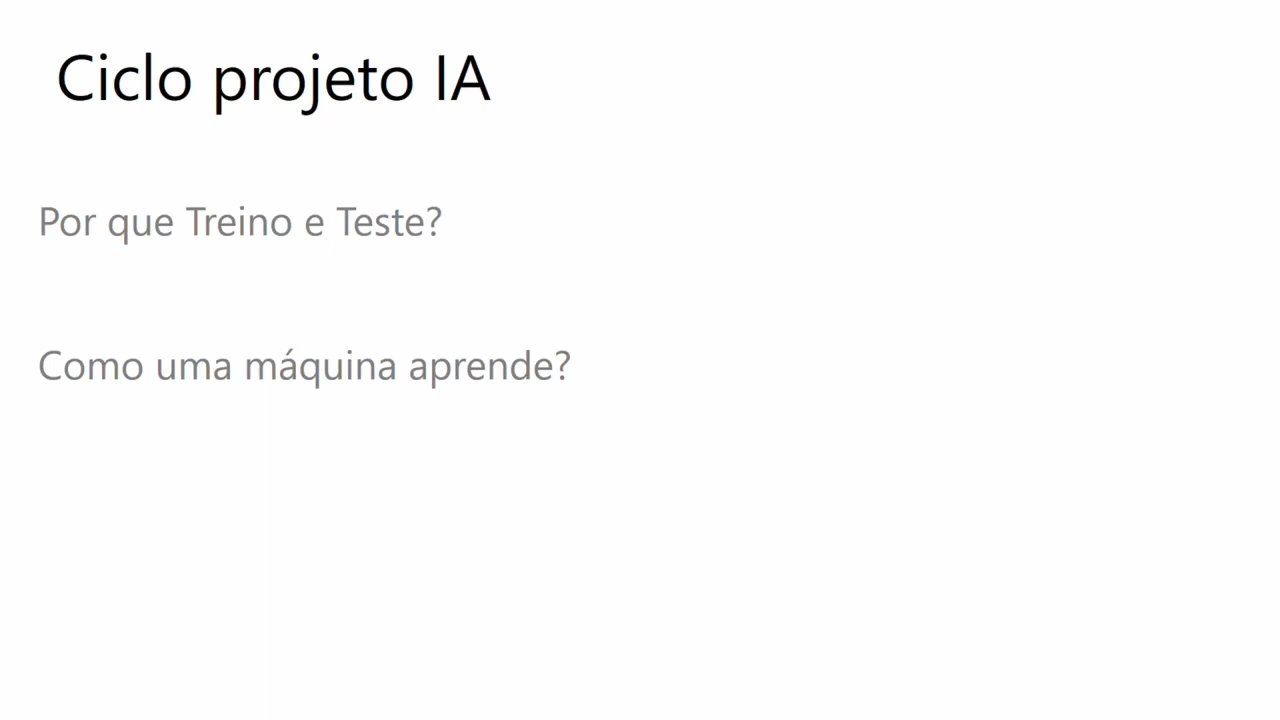 Ciclo projeto IA
Por que Treino e Teste?
Como uma máquina aprende?